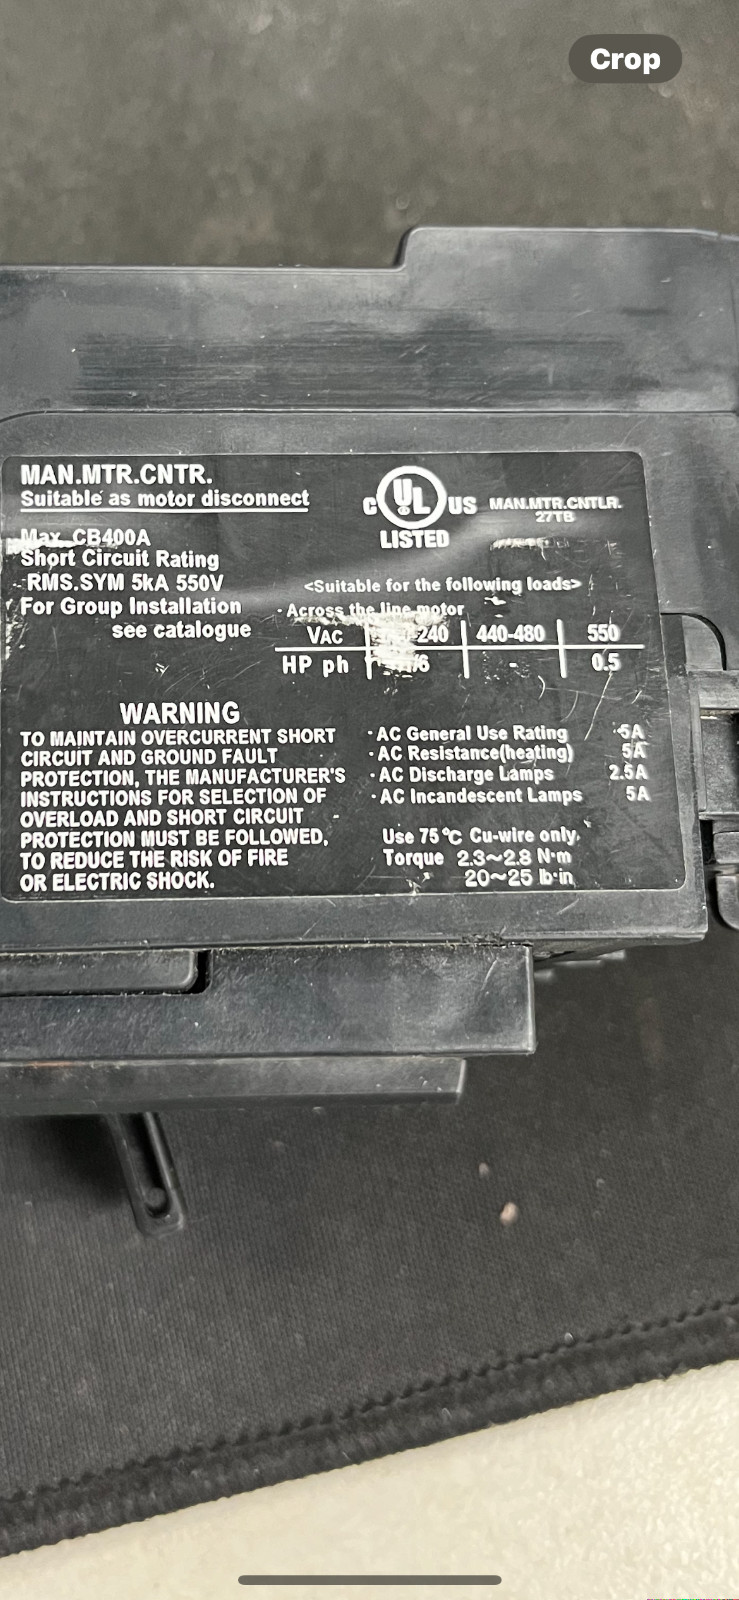 Crop
MAN.MTR.CNTR.
Suitable as motor disconnect
Max. CB400A
Short Circuit Rating
RMS.SYM 5kA 550V
For Group Installation
see catalogue
C UL US
LISTED
MAN.MTR.CNTLR.
27TB
<Suitable for the following loads>
· Across the line motor
VAC 240 440-480 550
HP ph - 0.5
WARNING
TO MAINTAIN OVERCURRENT SHORT
CIRCUIT AND GROUND FAULT
PROTECTION, THE MANUFACTURER'S
INSTRUCTIONS FOR SELECTION OF
OVERLOAD AND SHORT CIRCUIT
PROTECTION MUST BE FOLLOWED,
TO REDUCE THE RISK OF FIRE
OR ELECTRIC SHOCK.
· AC General Use Rating 5A
· AC Resistance(heating) 5A
· AC Discharge Lamps 2.5A
· AC Incandescent Lamps 5A
Use 75°C Cu-wire only.
Torque 2.3~2.8 N·m
20~25 lb·in